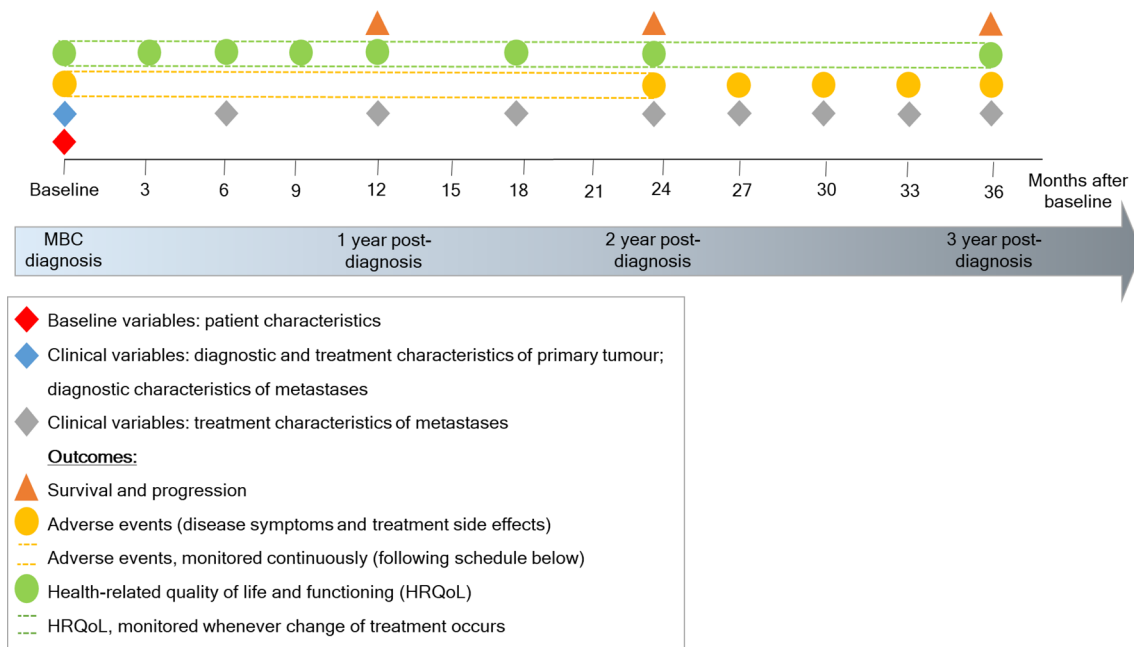 Baseline
3
6
9
12
15
18
21
24
27
30
33
36
Months after
baseline
MBC
diagnosis
1 year post-
diagnosis
2 year post-
diagnosis
3 year post-
diagnosis
Baseline variables: patient characteristics
Clinical variables: diagnostic and treatment characteristics of primary tumour;
diagnostic characteristics of metastases
Clinical variables: treatment characteristics of metastases
Outcomes:
Survival and progression
Adverse events (disease symptoms and treatment side effects)
Adverse events, monitored continuously (following schedule below)
Health-related quality of life and functioning (HRQoL)
HRQoL, monitored whenever change of treatment occurs